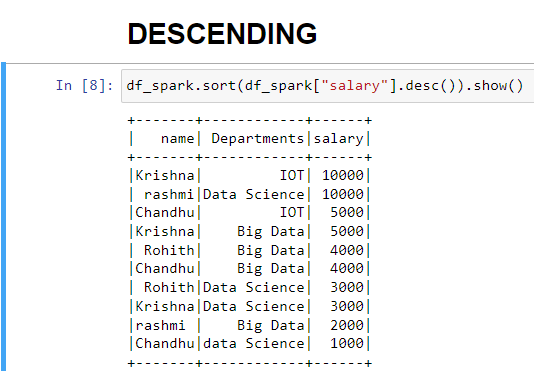 DESCENDING
In [8]: df_spark.sort(df_spark["salary"].desc()).show()
+-------+------------+------+
|   name| Departments|salary|
+-------+------------+------+
|Krishna|         IOT| 10000|
| rashmi|Data Science| 10000|
|Chandhu|         IOT|  5000|
|Krishna|    Big Data|  5000|
| Rohith|    Big Data|  4000|
|Chandhu|    Big Data|  4000|
| Rohith|Data Science|  3000|
|Krishna|Data Science|  3000|
|rashmi |    Big Data|  2000|
|Chandhu|data Science|  1000|
+-------+------------+------+